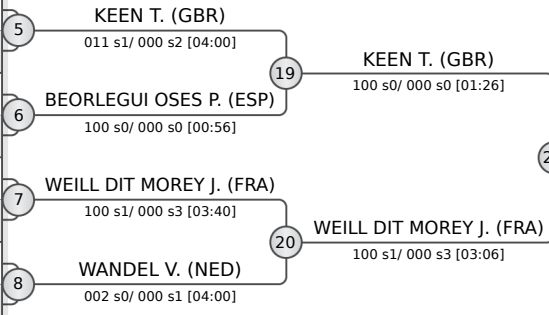 5
KEEN T. (GBR)
011 s1/ 000 s2 [04:00]
19
KEEN T. (GBR)
100 s0/ 000 s0 [01:26]
6
BEORLEGUI OSES P. (ESP)
100 s0/ 000 s0 [00:56]
7
WEILL DIT MOREY J. (FRA)
100 s1/ 000 s3 [03:40]
20
WEILL DIT MOREY J. (FRA)
100 s1/ 000 s3 [03:06]
8
WANDEL V. (NED)
002 s0/ 000 s1 [04:00]